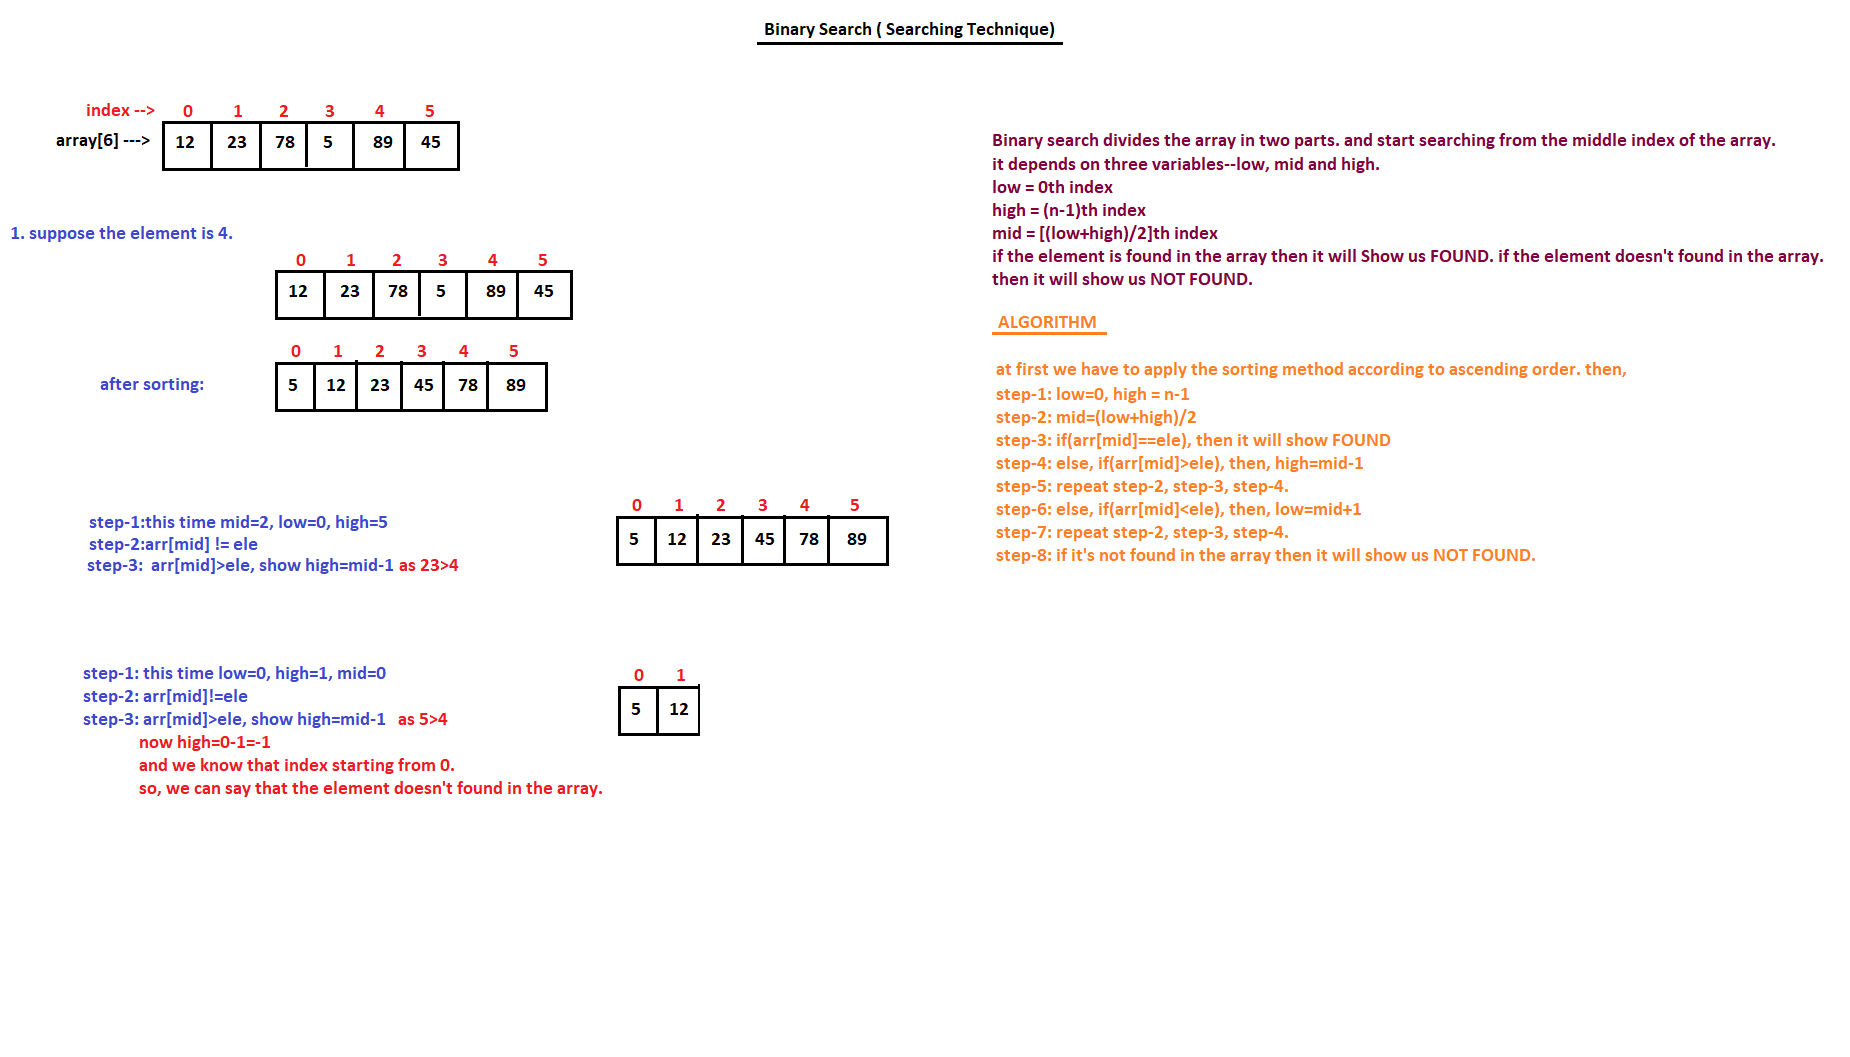 Binary Search ( Searching Technique)
index --> 0 1 2 3 4 5
array[6] ---> 12 23 78 5 89 45
1. suppose the element is 4.
0 1 2 3 4 5
12 23 78 5 89 45
0 1 2 3 4 5
after sorting: 5 12 23 45 78 89
step-1:this time mid=2, low=0, high=5
step-2:arr[mid] != ele
step-3: arr[mid]>ele, show high=mid-1 as 23>4
0 1 2 3 4 5
5 12 23 45 78 89
step-1: this time low=0, high=1, mid=0
step-2: arr[mid]!=ele
step-3: arr[mid]>ele, show high=mid-1 as 5>4
now high=0-1=-1
and we know that index starting from 0.
so, we can say that the element doesn't found in the array.
0 1
5 12
Binary search divides the array in two parts. and start searching from the middle index of the array.
it depends on three variables--low, mid and high.
low = 0th index
high = (n-1)th index
mid = [(low+high)/2]th index
if the element is found in the array then it will Show us FOUND. if the element doesn't found in the array.
then it will show us NOT FOUND.
ALGORITHM
at first we have to apply the sorting method according to ascending order. then,
step-1: low=0, high = n-1
step-2: mid=(low+high)/2
step-3: if(arr[mid]==ele), then it will show FOUND
step-4: else, if(arr[mid]>ele), then, high=mid-1
step-5: repeat step-2, step-3, step-4.
step-6: else, if(arr[mid]<ele), then, low=mid+1
step-7: repeat step-2, step-3, step-4.
step-8: if it's not found in the array then it will show us NOT FOUND.